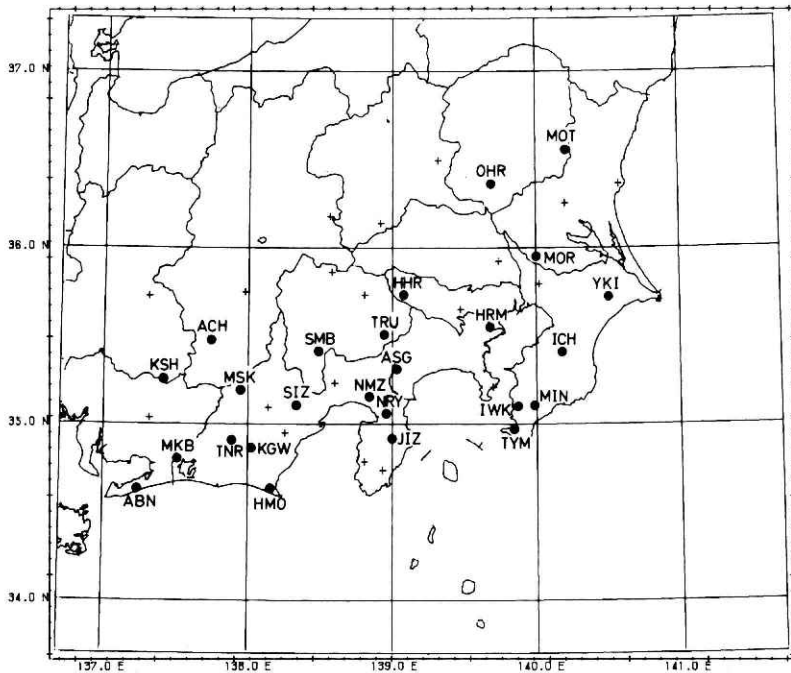 37.0 N
MOT
OHR
36.0 N
MOR
HHR
YKI
ACH
TRU
HRM
SMB
ICH
ASG
KSH
MSK
NMZ
SIZ
NRY
IWK
MIN
35.0 N
MKB
TNR
KGW
JIZ
TYM
ABN
HMO
34.0 N
137.0 E
138.0 E
139.0 E
140.0 E
141.0 E